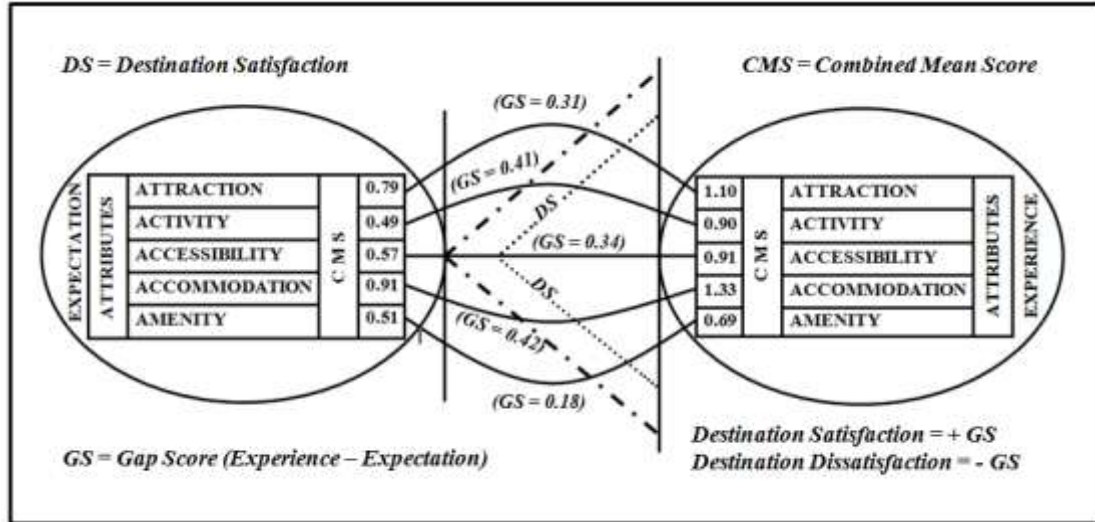 DS = Destination Satisfaction
CMS = Combined Mean Score
(GS = 0.31)
(GS = 0.41)
DS
(GS = 0.34)
DS
(GS = 0.42)
(GS = 0.18)
EXPECTATION
ATTRIBUTES
ATTRACTION
ACTIVITY
ACCESSIBILITY
ACCOMMODATION
AMENITY
C M S
0.79
0.49
0.57
0.91
0.51
1.10
0.90
0.91
1.33
0.69
C M S
ATTRACTION
ACTIVITY
ACCESSIBILITY
ACCOMMODATION
AMENITY
ATTRIBUTES
EXPERIENCE
GS = Gap Score (Experience – Expectation)
Destination Satisfaction = + GS
Destination Dissatisfaction = - GS